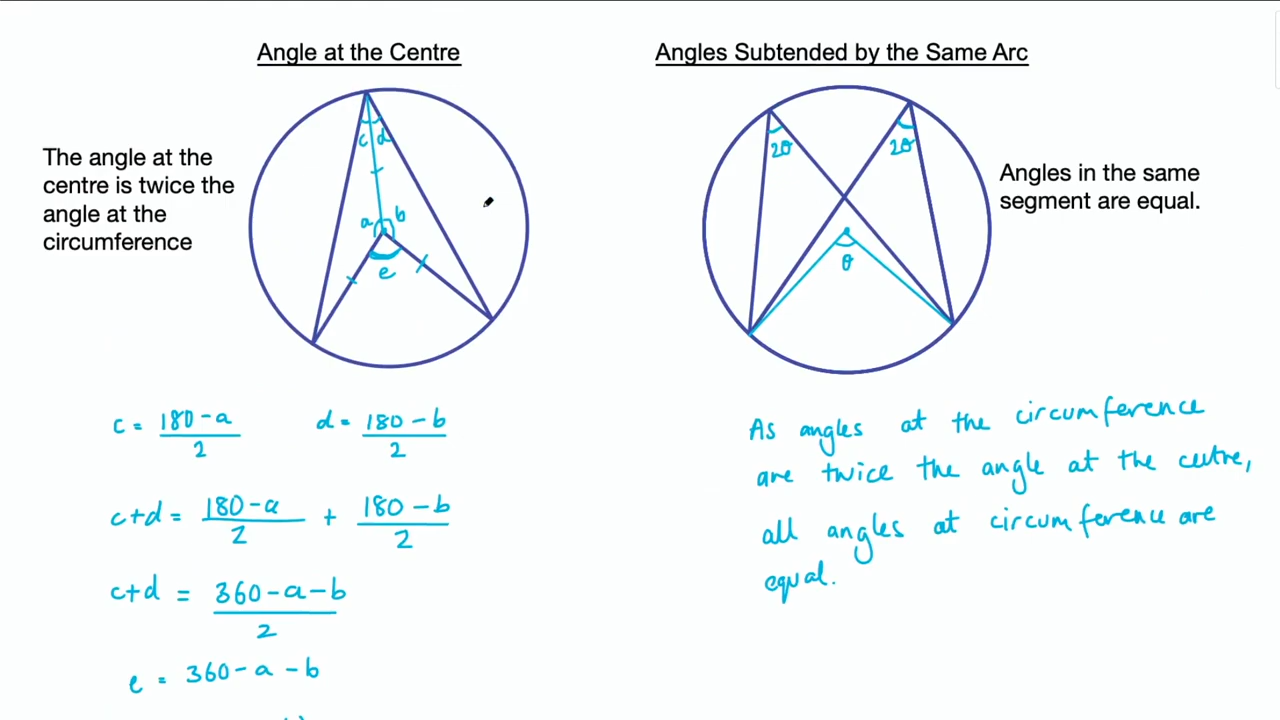 Angle at the Centre
The angle at the
centre is twice the
angle at the
circumference
c d
a b
e
c = 180 - a / 2
d = 180 - b / 2
c+d = 180 - a / 2 + 180 - b / 2
c+d = 360 - a - b / 2
e = 360 - a - b
Angles Subtended by the Same Arc
2θ 2θ
θ
Angles in the same
segment are equal.
As angles at the circumference
are twice the angle at the centre,
all angles at circumference are
equal.